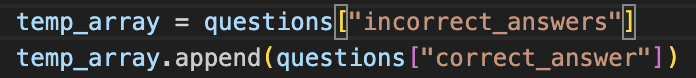 temp_array = questions["incorrect_answers"]
temp_array.append(questions["correct_answer"])